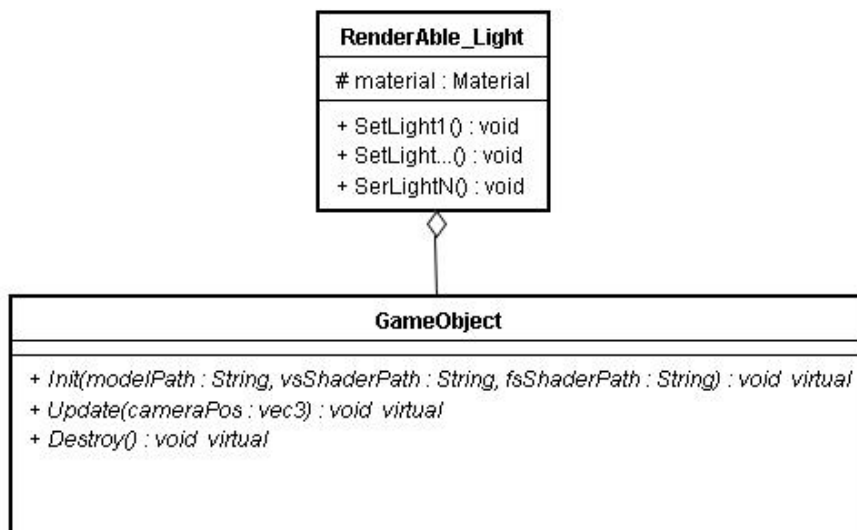 RenderAble_Light
# material : Material
+ SetLight1() : void
+ SetLight...() : void
+ SerLightN() : void
GameObject
+ Init(modelPath : String, vsShaderPath : String, fsShaderPath : String) : void virtual
+ Update(cameraPos : vec3) : void virtual
+ Destroy() : void virtual